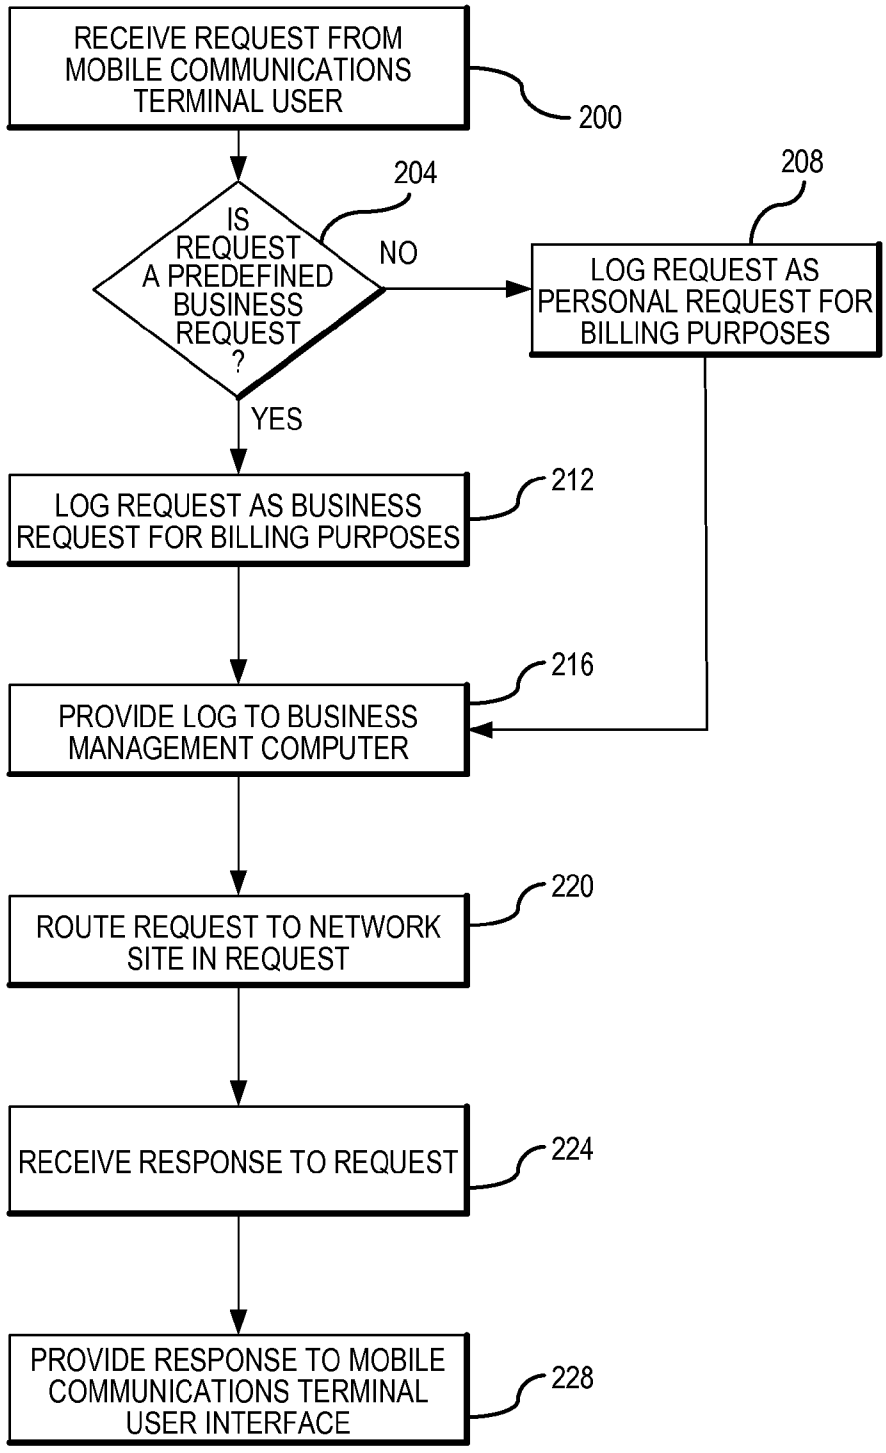 RECEIVE REQUEST FROM
MOBILE COMMUNICATIONS
TERMINAL USER
200
IS
REQUEST
A PREDEFINED
BUSINESS
REQUEST
?
204
NO
YES
208
LOG REQUEST AS
PERSONAL REQUEST FOR
BILLING PURPOSES
LOG REQUEST AS BUSINESS
REQUEST FOR BILLING PURPOSES
212
PROVIDE LOG TO BUSINESS
MANAGEMENT COMPUTER
216
ROUTE REQUEST TO NETWORK
SITE IN REQUEST
220
RECEIVE RESPONSE TO REQUEST
224
PROVIDE RESPONSE TO MOBILE
COMMUNICATIONS TERMINAL
USER INTERFACE
228